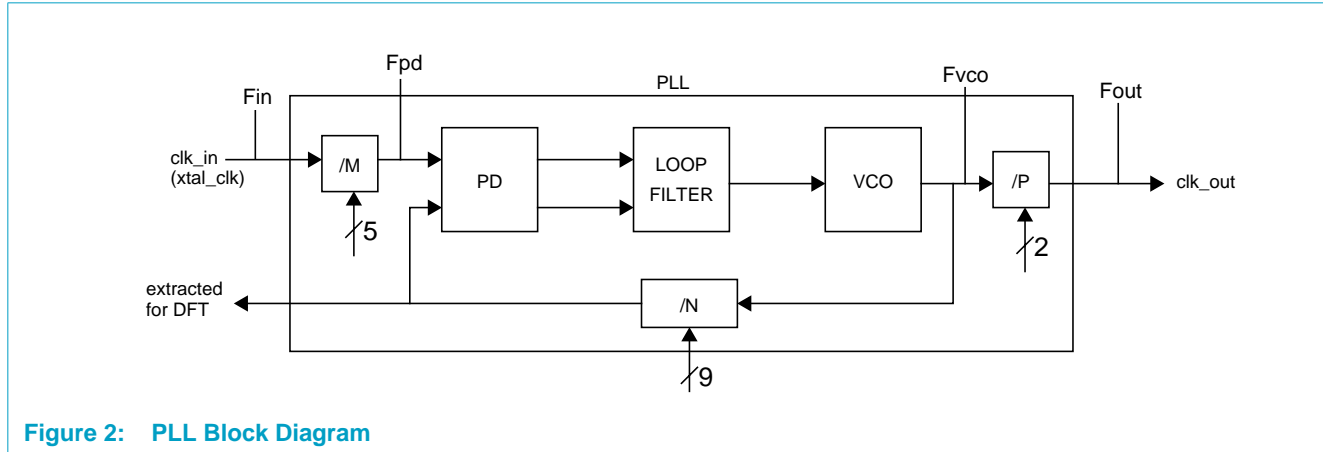 Fpd
PLL
Fvco
Fin
Fout
clk_in
(xtal_clk)
/M
PD
LOOP
FILTER
VCO
/P
clk_out
5
2
extracted
for DFT
/N
9
Figure 2: PLL Block Diagram